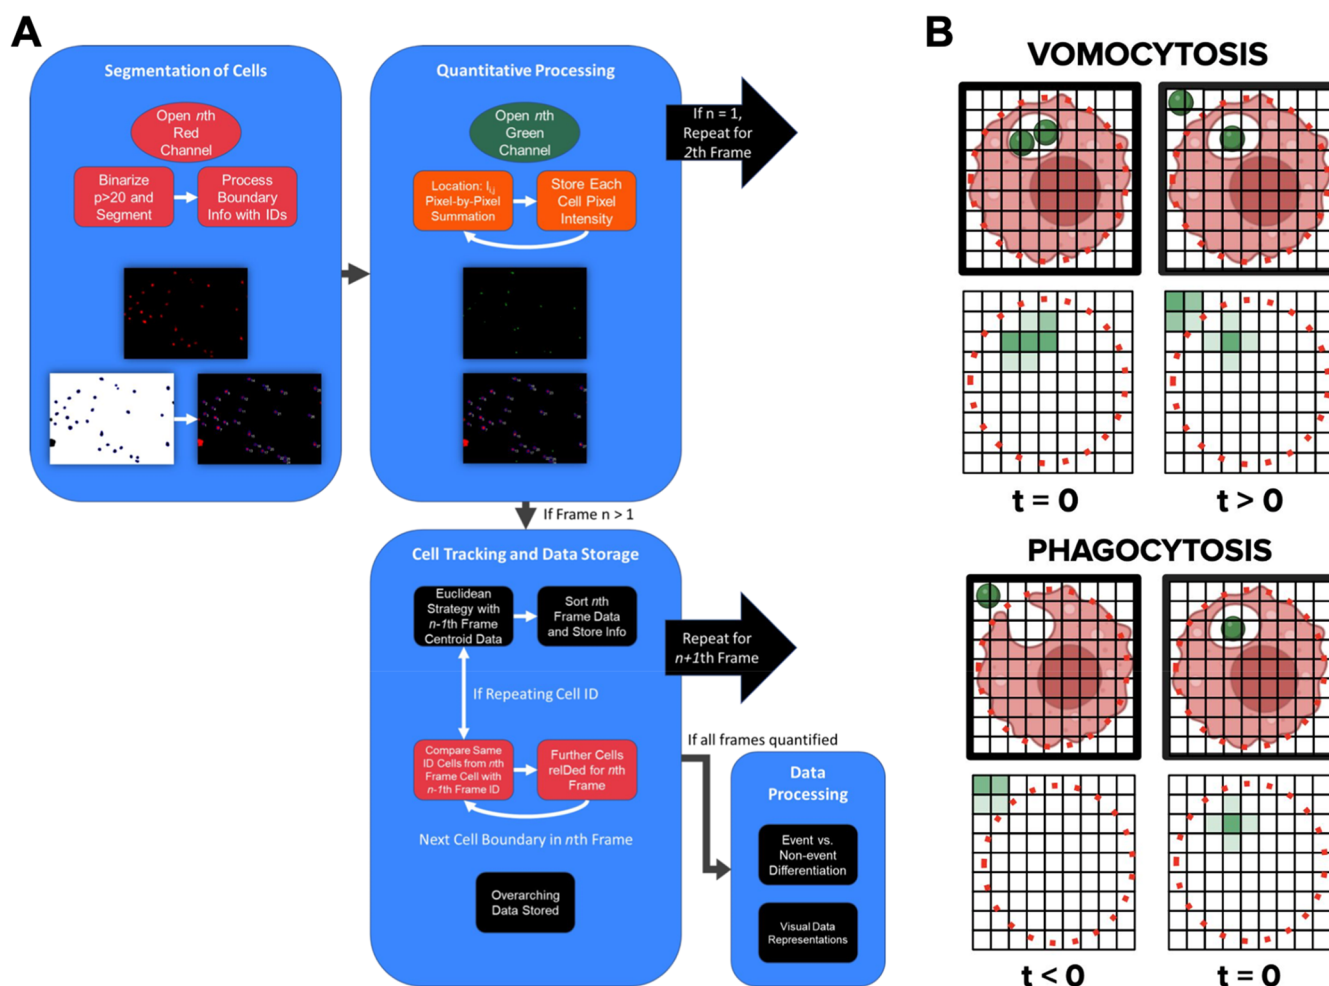 A
Segmentation of Cells
Open nth
Red
Channel
Binarize
p>20 and
Segment
Process
Boundary
Info with IDs
Quantitative Processing
Open nth
Green
Channel
Location: Ii,j
Pixel-by-Pixel
Summation
Store Each
Cell Pixel
Intensity
If n = 1,
Repeat for
2th Frame
If Frame n > 1
Cell Tracking and Data Storage
Euclidean
Strategy with
n-1th Frame
Centroid Data
Sort nth
Frame Data
and Store Info
If Repeating Cell ID
Compare Same
ID Cells from nth
Frame Cell with
n-1th Frame ID
Further Cells
reIDed for nth
Frame
Next Cell Boundary in nth Frame
Overarching
Data Stored
Repeat for
n+1th Frame
If all frames quantified
Data
Processing
Event vs.
Non-event
Differentiation
Visual Data
Representations
B
VOMOCYTOSIS
t = 0
t > 0
PHAGOCYTOSIS
t < 0
t = 0